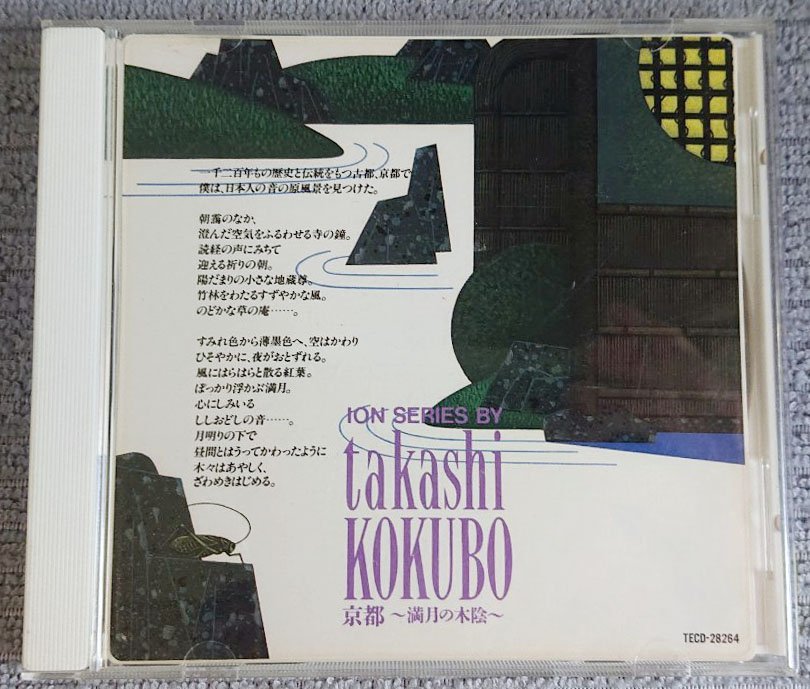 一千二百年もの歴史と伝統をもつ古都、京都で
僕は、日本人の音の原風景を見つけた。
朝靄のなか、
澄んだ空気をふるわせる寺の鐘。
読経の声にみちて
迎える祈りの朝。
陽だまりの小さな地蔵尊。
竹林をわたるすずやかな風。
のどかな草の庵……。
すみれ色から薄墨色へ、空はかわり
ひそやかに、夜がおとずれる。
風にはらはらと散る紅葉。
ぽっかり浮かぶ満月。
心にしみいる
ししおどしの音……。
月明りの下で
昼間とはうってかわったように
木々はあやしく、
ざわめきはじめる。
ION SERIES BY
takashi
KOKUBO
京都 〜満月の木陰〜
TECD-28264